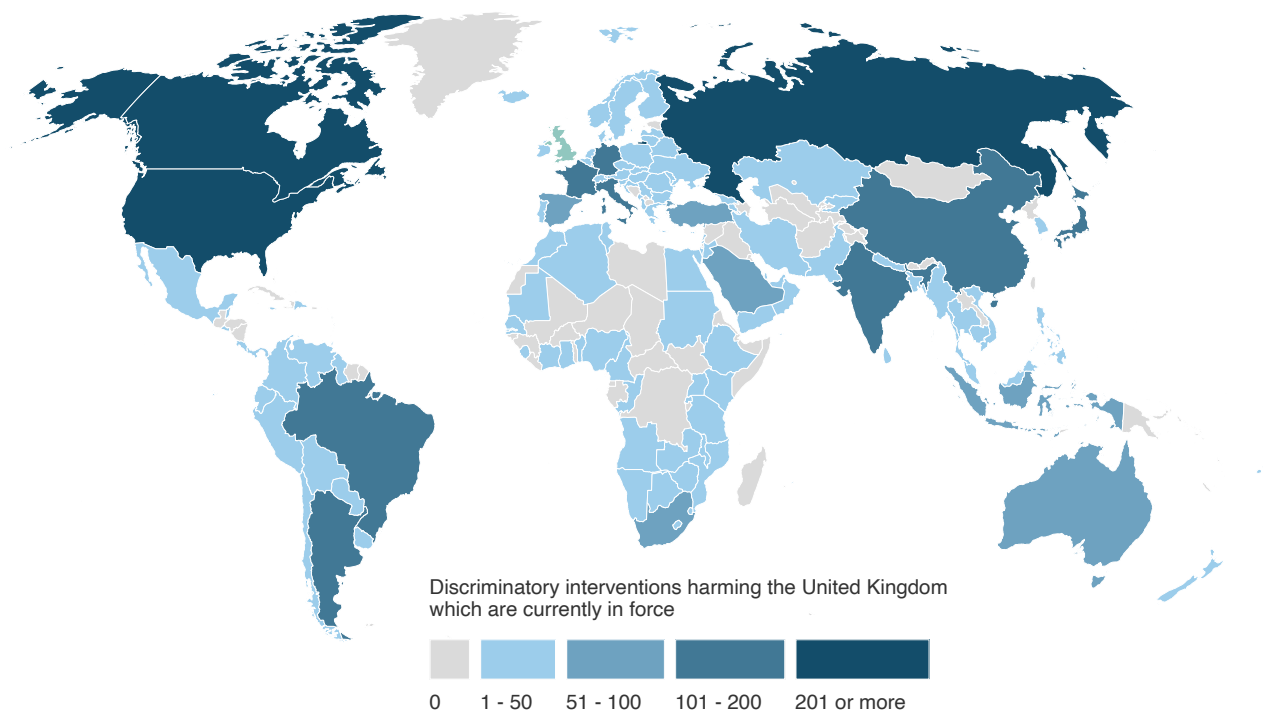 Discriminatory interventions harming the United Kingdom
which are currently in force
0 1 - 50 51 - 100 101 - 200 201 or more